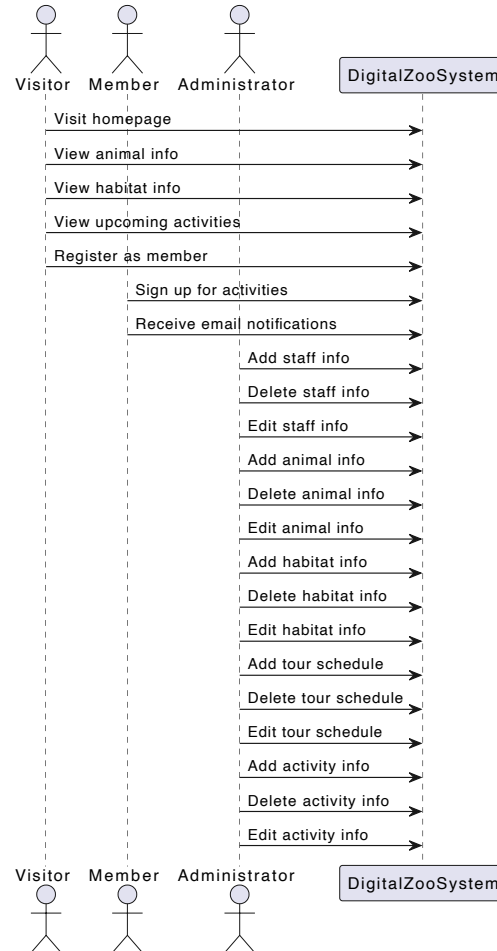 Visitor Member Administrator DigitalZooSystem
Visit homepage
View animal info
View habitat info
View upcoming activities
Register as member
Sign up for activities
Receive email notifications
Add staff info
Delete staff info
Edit staff info
Add animal info
Delete animal info
Edit animal info
Add habitat info
Delete habitat info
Edit habitat info
Add tour schedule
Delete tour schedule
Edit tour schedule
Add activity info
Delete activity info
Edit activity info
Visitor Member Administrator DigitalZooSystem